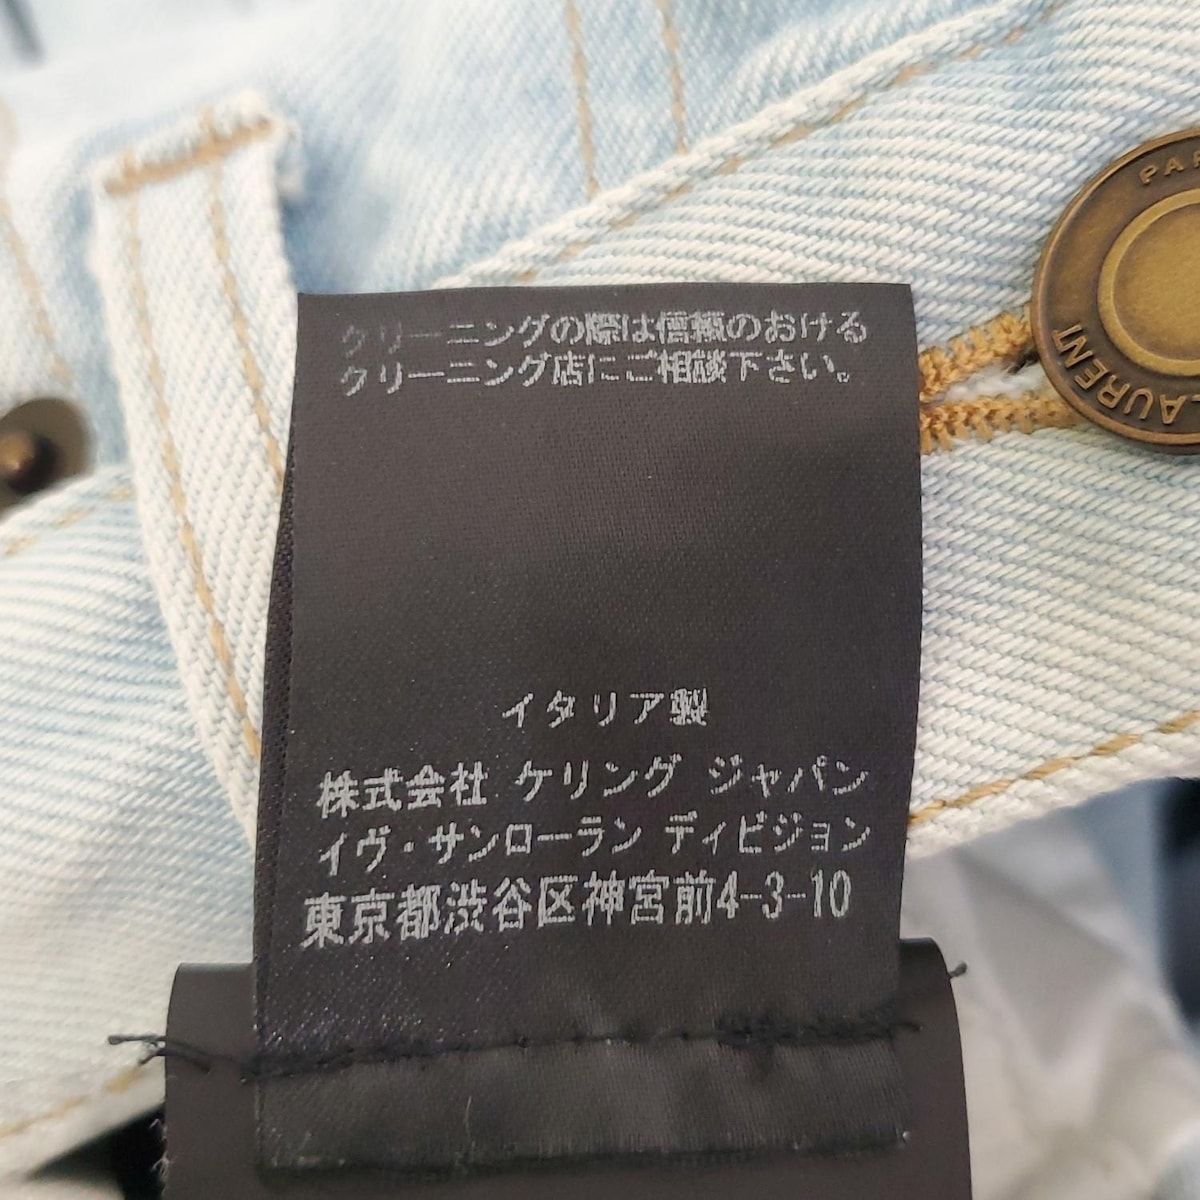 クリーニングの際は信頼のおける
クリーニング店にご相談下さい。
イタリア製
株式会社 ケリング ジャパン
イヴ・サンローラン ディビジョン
東京都渋谷区神宮前4-3-10
LAURENT